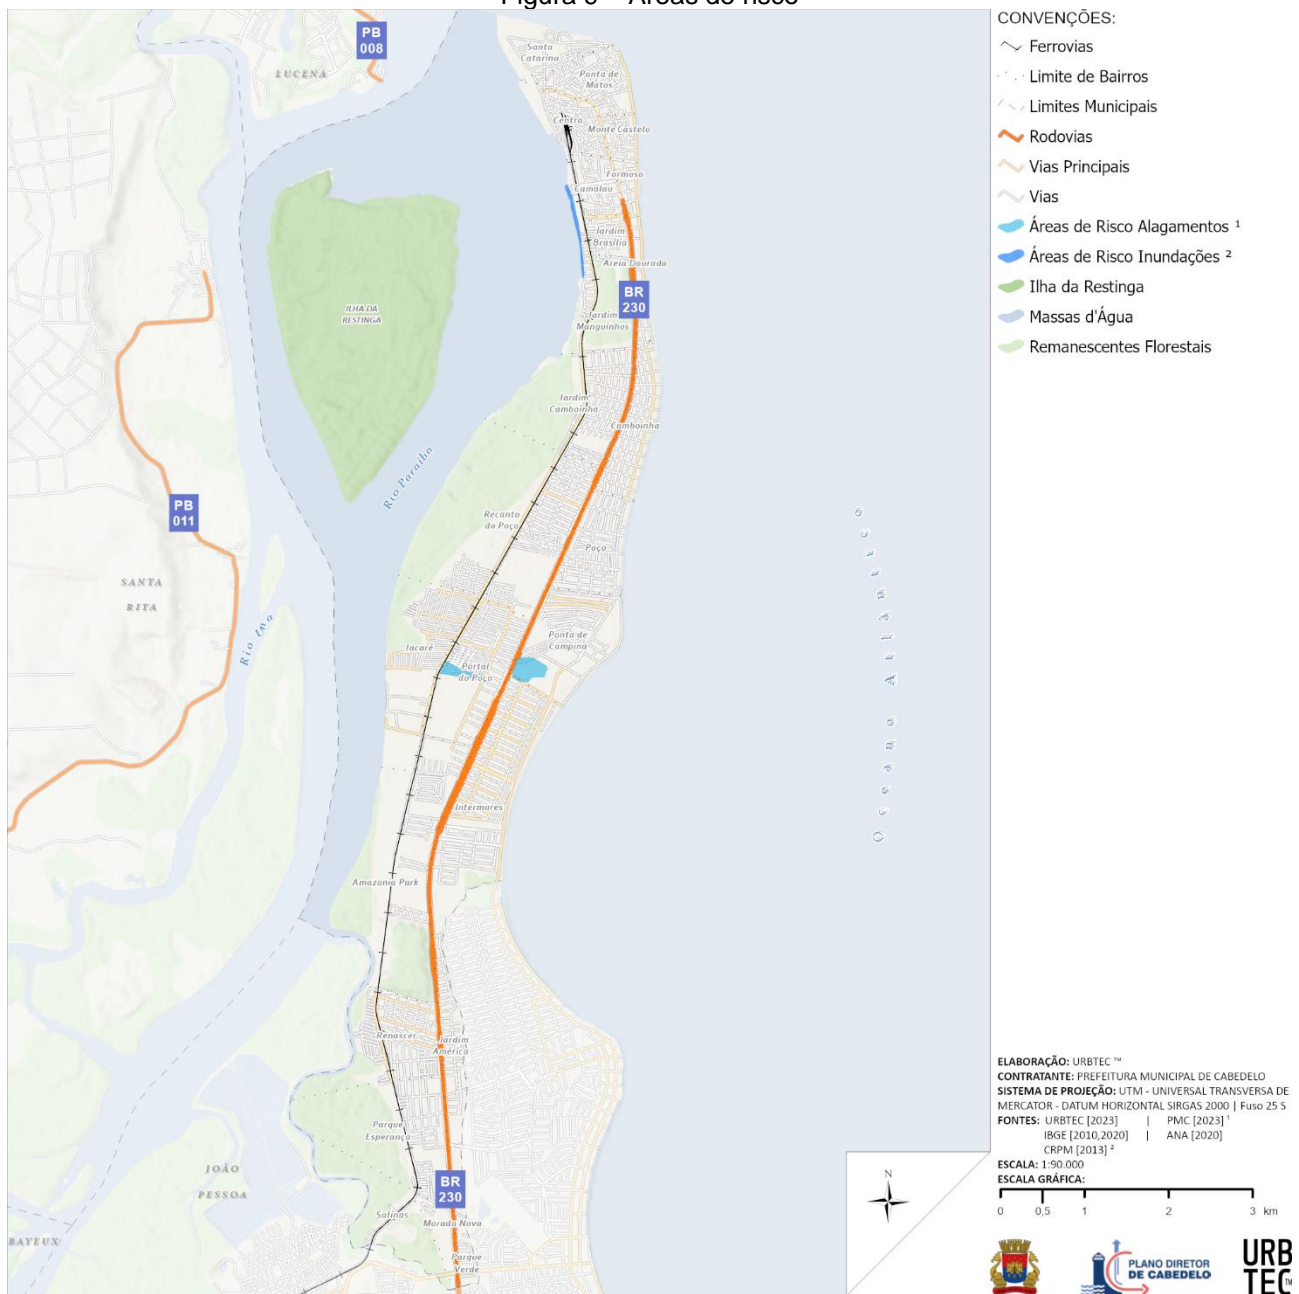 Figura 9 – Áreas de risco
PB
008
LUCENA
Santa
Catarina
Ponta de
Matos
Centro
Monte Castelo
Formosa
Camalaú
Jardim
Brasília
Areia Dourada
BR
230
ILHA DA
RESTINGA
Jardim
Manguinhos
Jardim
Camboinha
Camboinha
Rio Paraíba
PB
011
Recanto
do Poço
Poço
SANTA
RITA
Rio Ina
Ponta de
Campina
Jacaré
Portal
do Poço
Oceano Atlântico
Intermares
Amazonia Park
Renascer
Jardim
América
Parque
Esperança
JOÃO
PESSOA
BR
230
Salinas
Morada Nova
BAYEUX
Parque
Verde
N
CONVENÇÕES:
Ferrovias
Limite de Bairros
Limites Municipais
Rodovias
Vias Principais
Vias
Áreas de Risco Alagamentos ¹
Áreas de Risco Inundações ²
Ilha da Restinga
Massas d'Água
Remanescentes Florestais
ELABORAÇÃO: URBTEC ™
CONTRATANTE: PREFEITURA MUNICIPAL DE CABEDELO
SISTEMA DE PROJEÇÃO: UTM - UNIVERSAL TRANSVERSA DE
MERCATOR - DATUM HORIZONTAL SIRGAS 2000 | Fuso 25 S
FONTES: URBTEC [2023] | PMC [2023] ¹
IBGE [2010,2020] | ANA [2020]
CRPM [2013] ²
ESCALA: 1:90.000
ESCALA GRÁFICA:
0 0,5 1 2 3 km
PLANO DIRETOR
DE CABEDELO
URB
TEC™